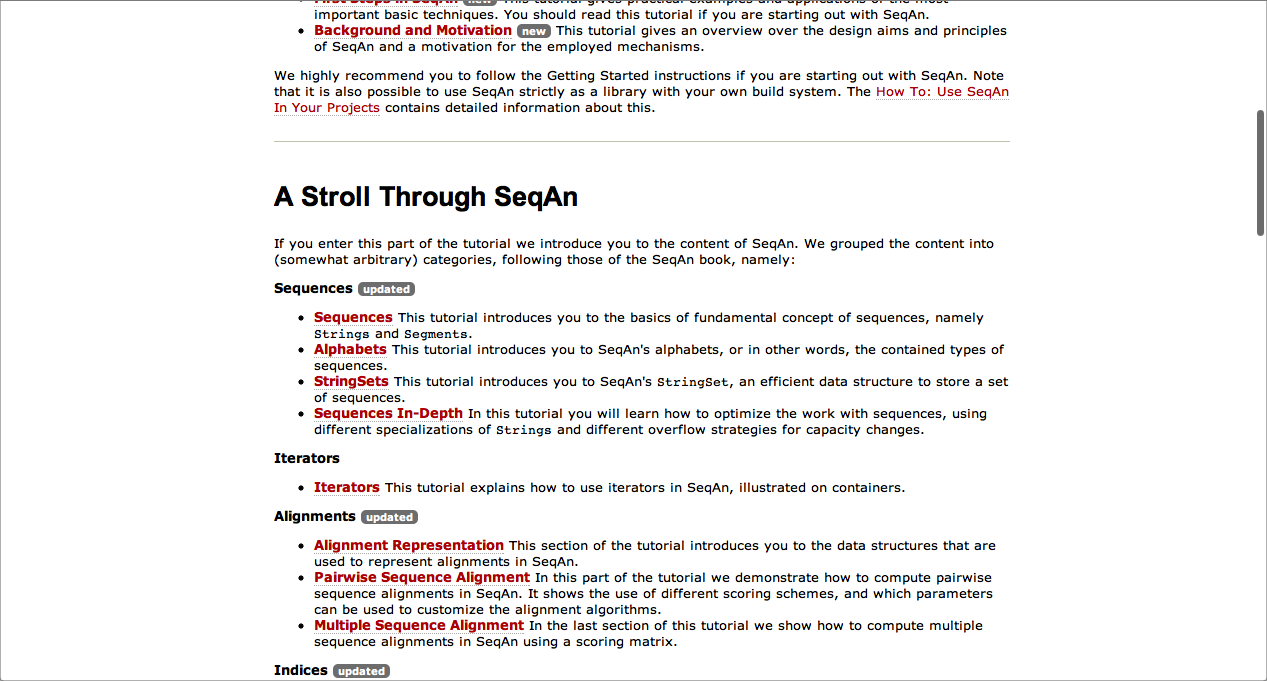 First Steps in SeqAn new This tutorial gives practical examples and applications of the most
important basic techniques. You should read this tutorial if you are starting out with SeqAn.
Background and Motivation new This tutorial gives an overview over the design aims and principles
of SeqAn and a motivation for the employed mechanisms.
We highly recommend you to follow the Getting Started instructions if you are starting out with SeqAn. Note
that it is also possible to use SeqAn strictly as a library with your own build system. The How To: Use SeqAn
In Your Projects contains detailed information about this.
A Stroll Through SeqAn
If you enter this part of the tutorial we introduce you to the content of SeqAn. We grouped the content into
(somewhat arbitrary) categories, following those of the SeqAn book, namely:
Sequences updated
Sequences This tutorial introduces you to the basics of fundamental concept of sequences, namely
Strings and Segments.
Alphabets This tutorial introduces you to SeqAn's alphabets, or in other words, the contained types of
sequences.
StringSets This tutorial introduces you to SeqAn's StringSet, an efficient data structure to store a set
of sequences.
Sequences In-Depth In this tutorial you will learn how to optimize the work with sequences, using
different specializations of Strings and different overflow strategies for capacity changes.
Iterators
Iterators This tutorial explains how to use iterators in SeqAn, illustrated on containers.
Alignments updated
Alignment Representation This section of the tutorial introduces you to the data structures that are
used to represent alignments in SeqAn.
Pairwise Sequence Alignment In this part of the tutorial we demonstrate how to compute pairwise
sequence alignments in SeqAn. It shows the use of different scoring schemes, and which parameters
can be used to customize the alignment algorithms.
Multiple Sequence Alignment In the last section of this tutorial we show how to compute multiple
sequence alignments in SeqAn using a scoring matrix.
Indices updated